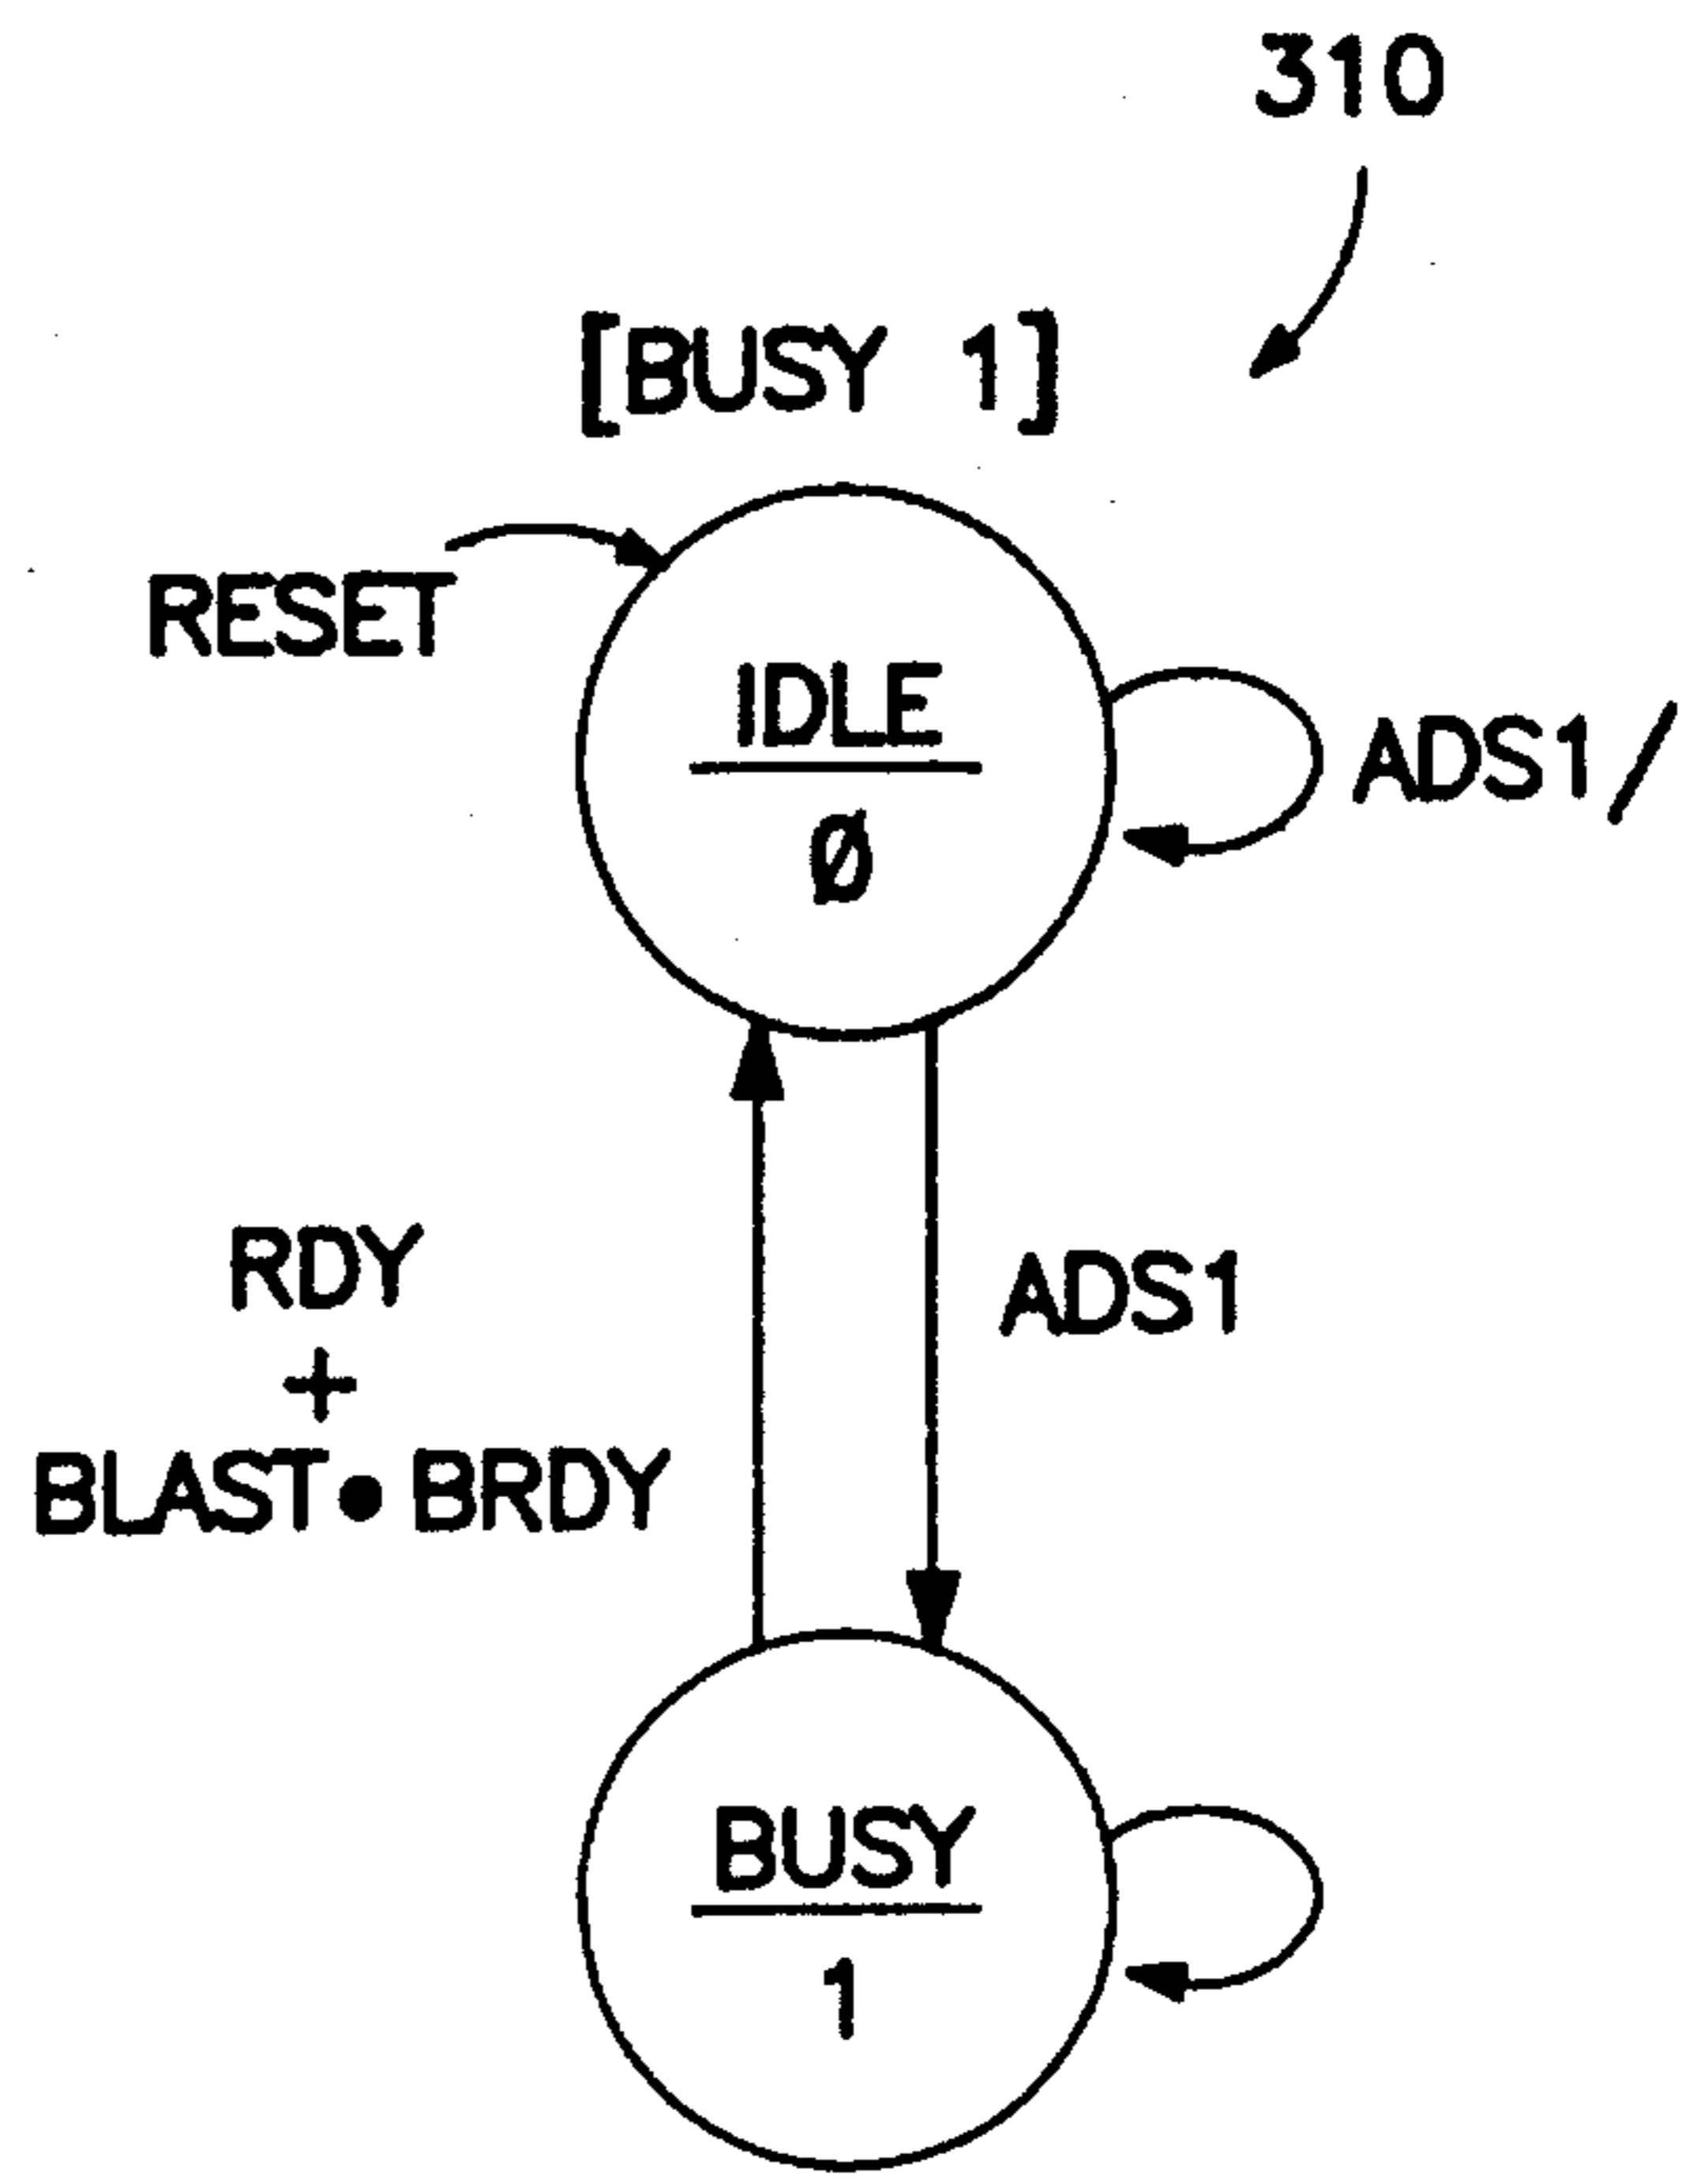 310
[BUSY 1]
RESET
IDLE
Ø
ADS1/
RDY
+
BLAST•BRDY
ADS1
BUSY
1